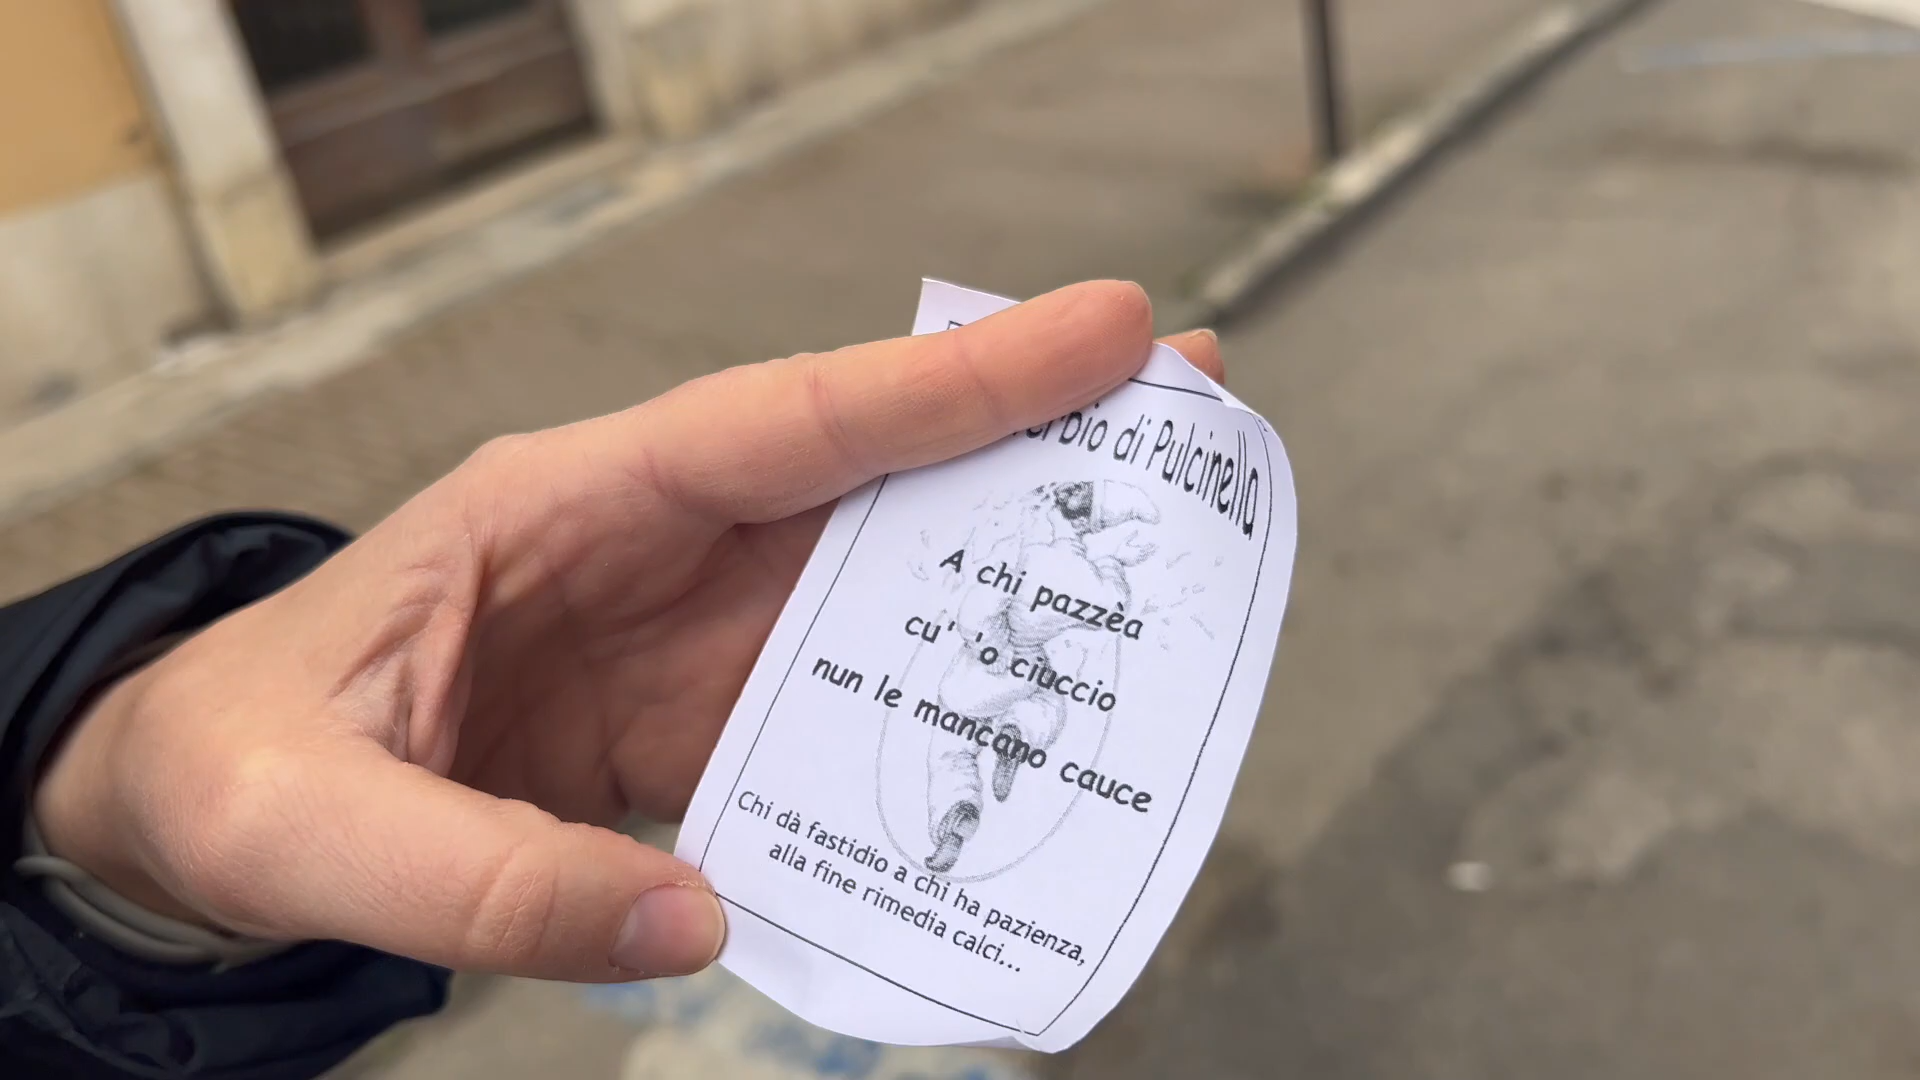 di Pulcinella
A chi pazzèa
cu' 'o ciuccio
nun le mancano cauce
Chi dà fastidio a chi ha pazienza,
alla fine rimedia calci...